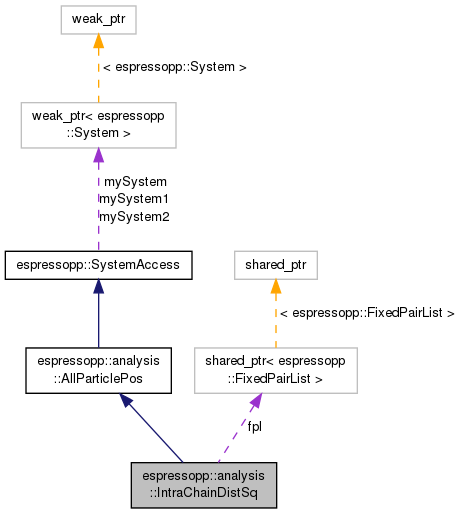 weak_ptr
< espressopp::System >
weak_ptr< espressopp
::System >
mySystem
mySystem1
mySystem2
espressopp::SystemAccess
shared_ptr
< espressopp::FixedPairList >
espressopp::analysis
::AllParticlePos
shared_ptr< espressopp
::FixedPairList >
fpl
espressopp::analysis
::IntraChainDistSq